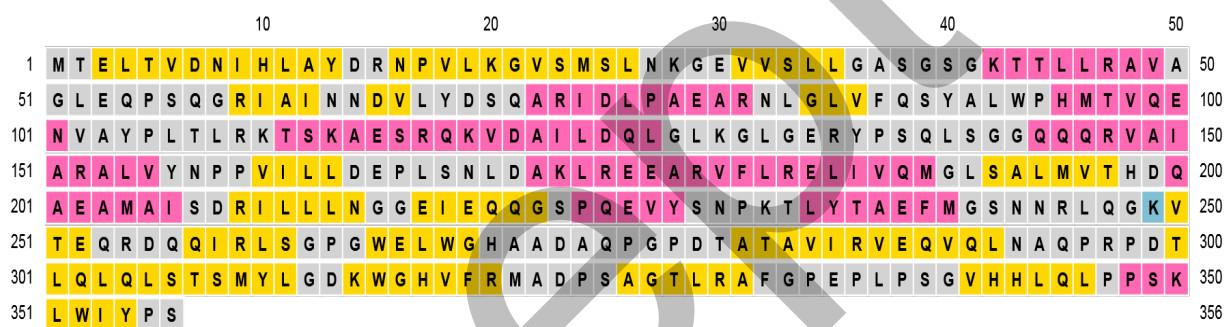 10 20 30 40 50
1 M T E L T V D N I H L A Y D R N P V L K G V S M S L N K G E V V S L L G A S G S G K T T L L R A V A 50
51 G L E Q P S Q G R I A I N N D V L Y D S Q A R I D L P A E A R N L G L V F Q S Y A L W P H M T V Q E 100
101 N V A Y P L T L R K T S K A E S R Q K V D A I L D Q L G L K G L G E R Y P S Q L S G G Q Q Q R V A I 150
151 A R A L V Y N P P V I L L D E P L S N L D A K L R E E A R V F L R E L I V Q M G L S A L M V T H D Q 200
201 A E A M A I S D R I L L L N G G E I E Q Q G S P Q E V Y S N P K T L Y T A E F M G S N N R L Q G K V 250
251 T E Q R D Q Q I R L S G P G W E L W G H A A D A Q P G P D T A T A V I R V E Q V Q L N A Q P R P D T 300
301 L Q L Q L S T S M Y L G D K W G H V F R M A D P S A G T L R A F G P E P L P S G V H H L Q L P P S K 350
351 L W I Y P S 356